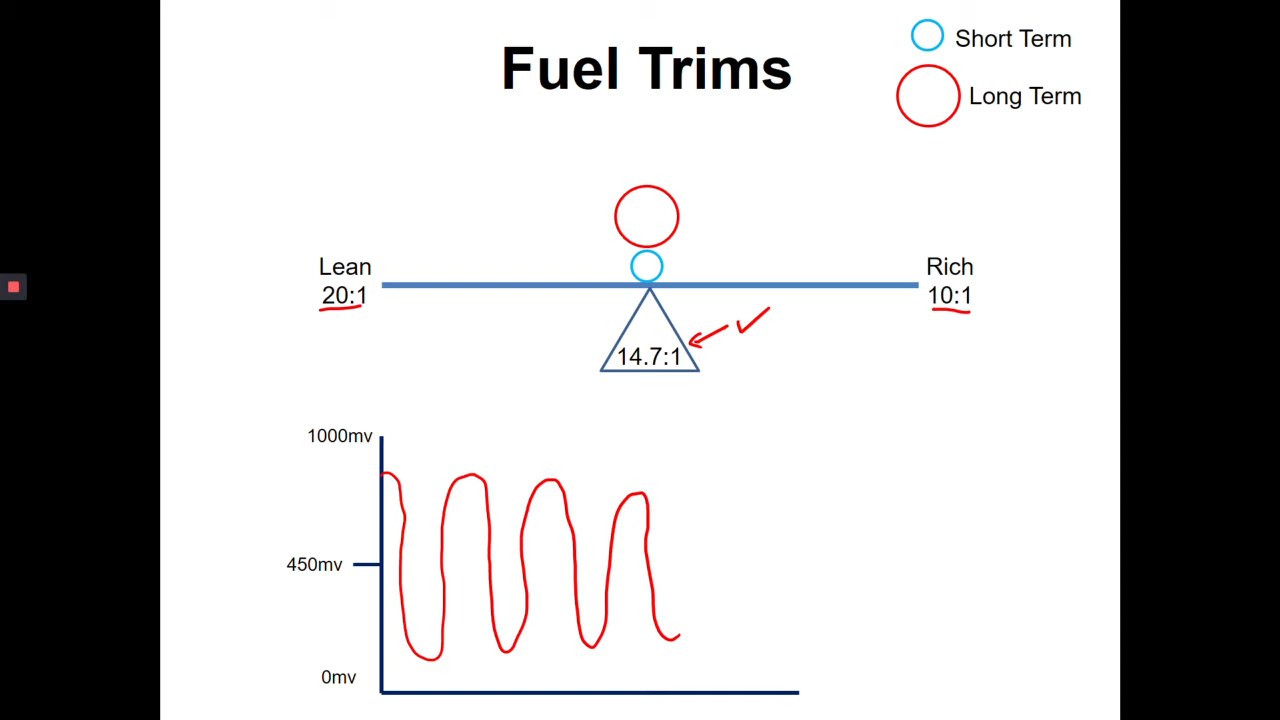 Fuel Trims
Short Term
Long Term
Lean
20:1
Rich
10:1
14.7:1
1000mv
450mv
0mv